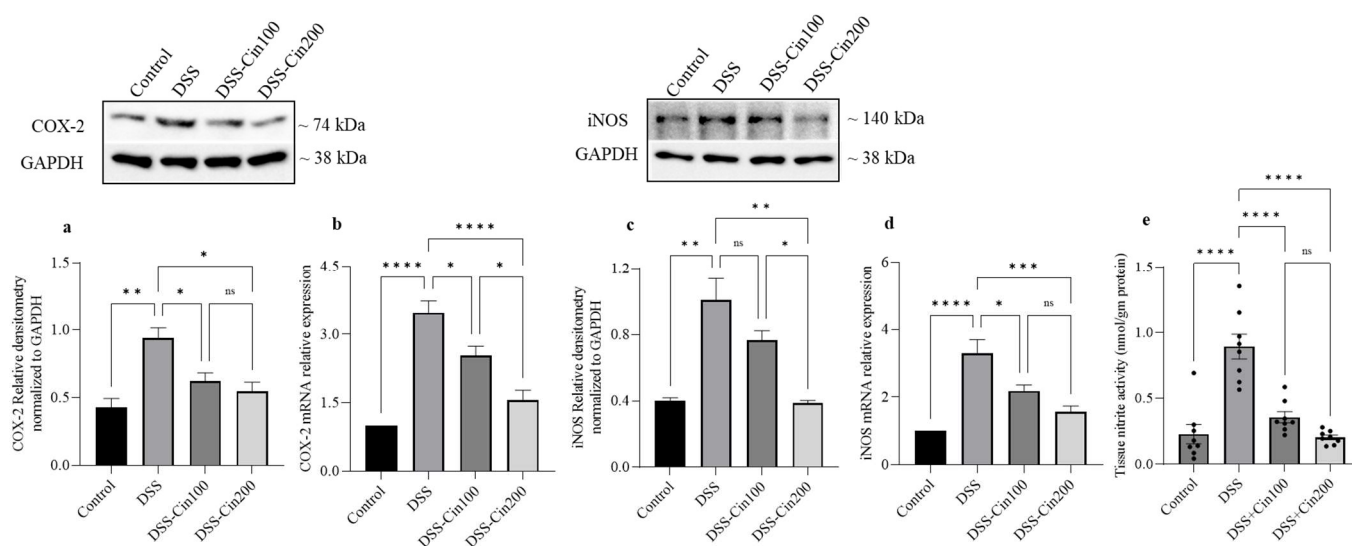 Control
DSS
DSS-Cin100
DSS-Cin200
COX-2
~ 74 kDa
GAPDH
~ 38 kDa
Control
DSS
DSS-Cin100
DSS-Cin200
iNOS
~ 140 kDa
GAPDH
~ 38 kDa
a
COX-2 Relative densitometry
normalized to GAPDH
1.5
1.0
0.5
0.0
*
** * ns
Control
DSS
DSS-Cin100
DSS-Cin200
b
COX-2 mRNA relative expression
4.5
3.5
2.5
1.5
0.5
****
**** * *
Control
DSS
DSS-Cin100
DSS-Cin200
c
iNOS Relative densitometry
normalized to GAPDH
1.2
0.8
0.4
0.0
**
** ns *
Control
DSS
DSS-Cin100
DSS-Cin200
d
iNOS mRNA relative expression
6
4
2
0
***
**** * ns
Control
DSS
DSS-Cin100
DSS-Cin200
e
Tissue nitrite activity (nmol/gm protein)
1.5
1.0
0.5
0.0
****
****
**** ns
Control
DSS
DSS+Cin100
DSS+Cin200